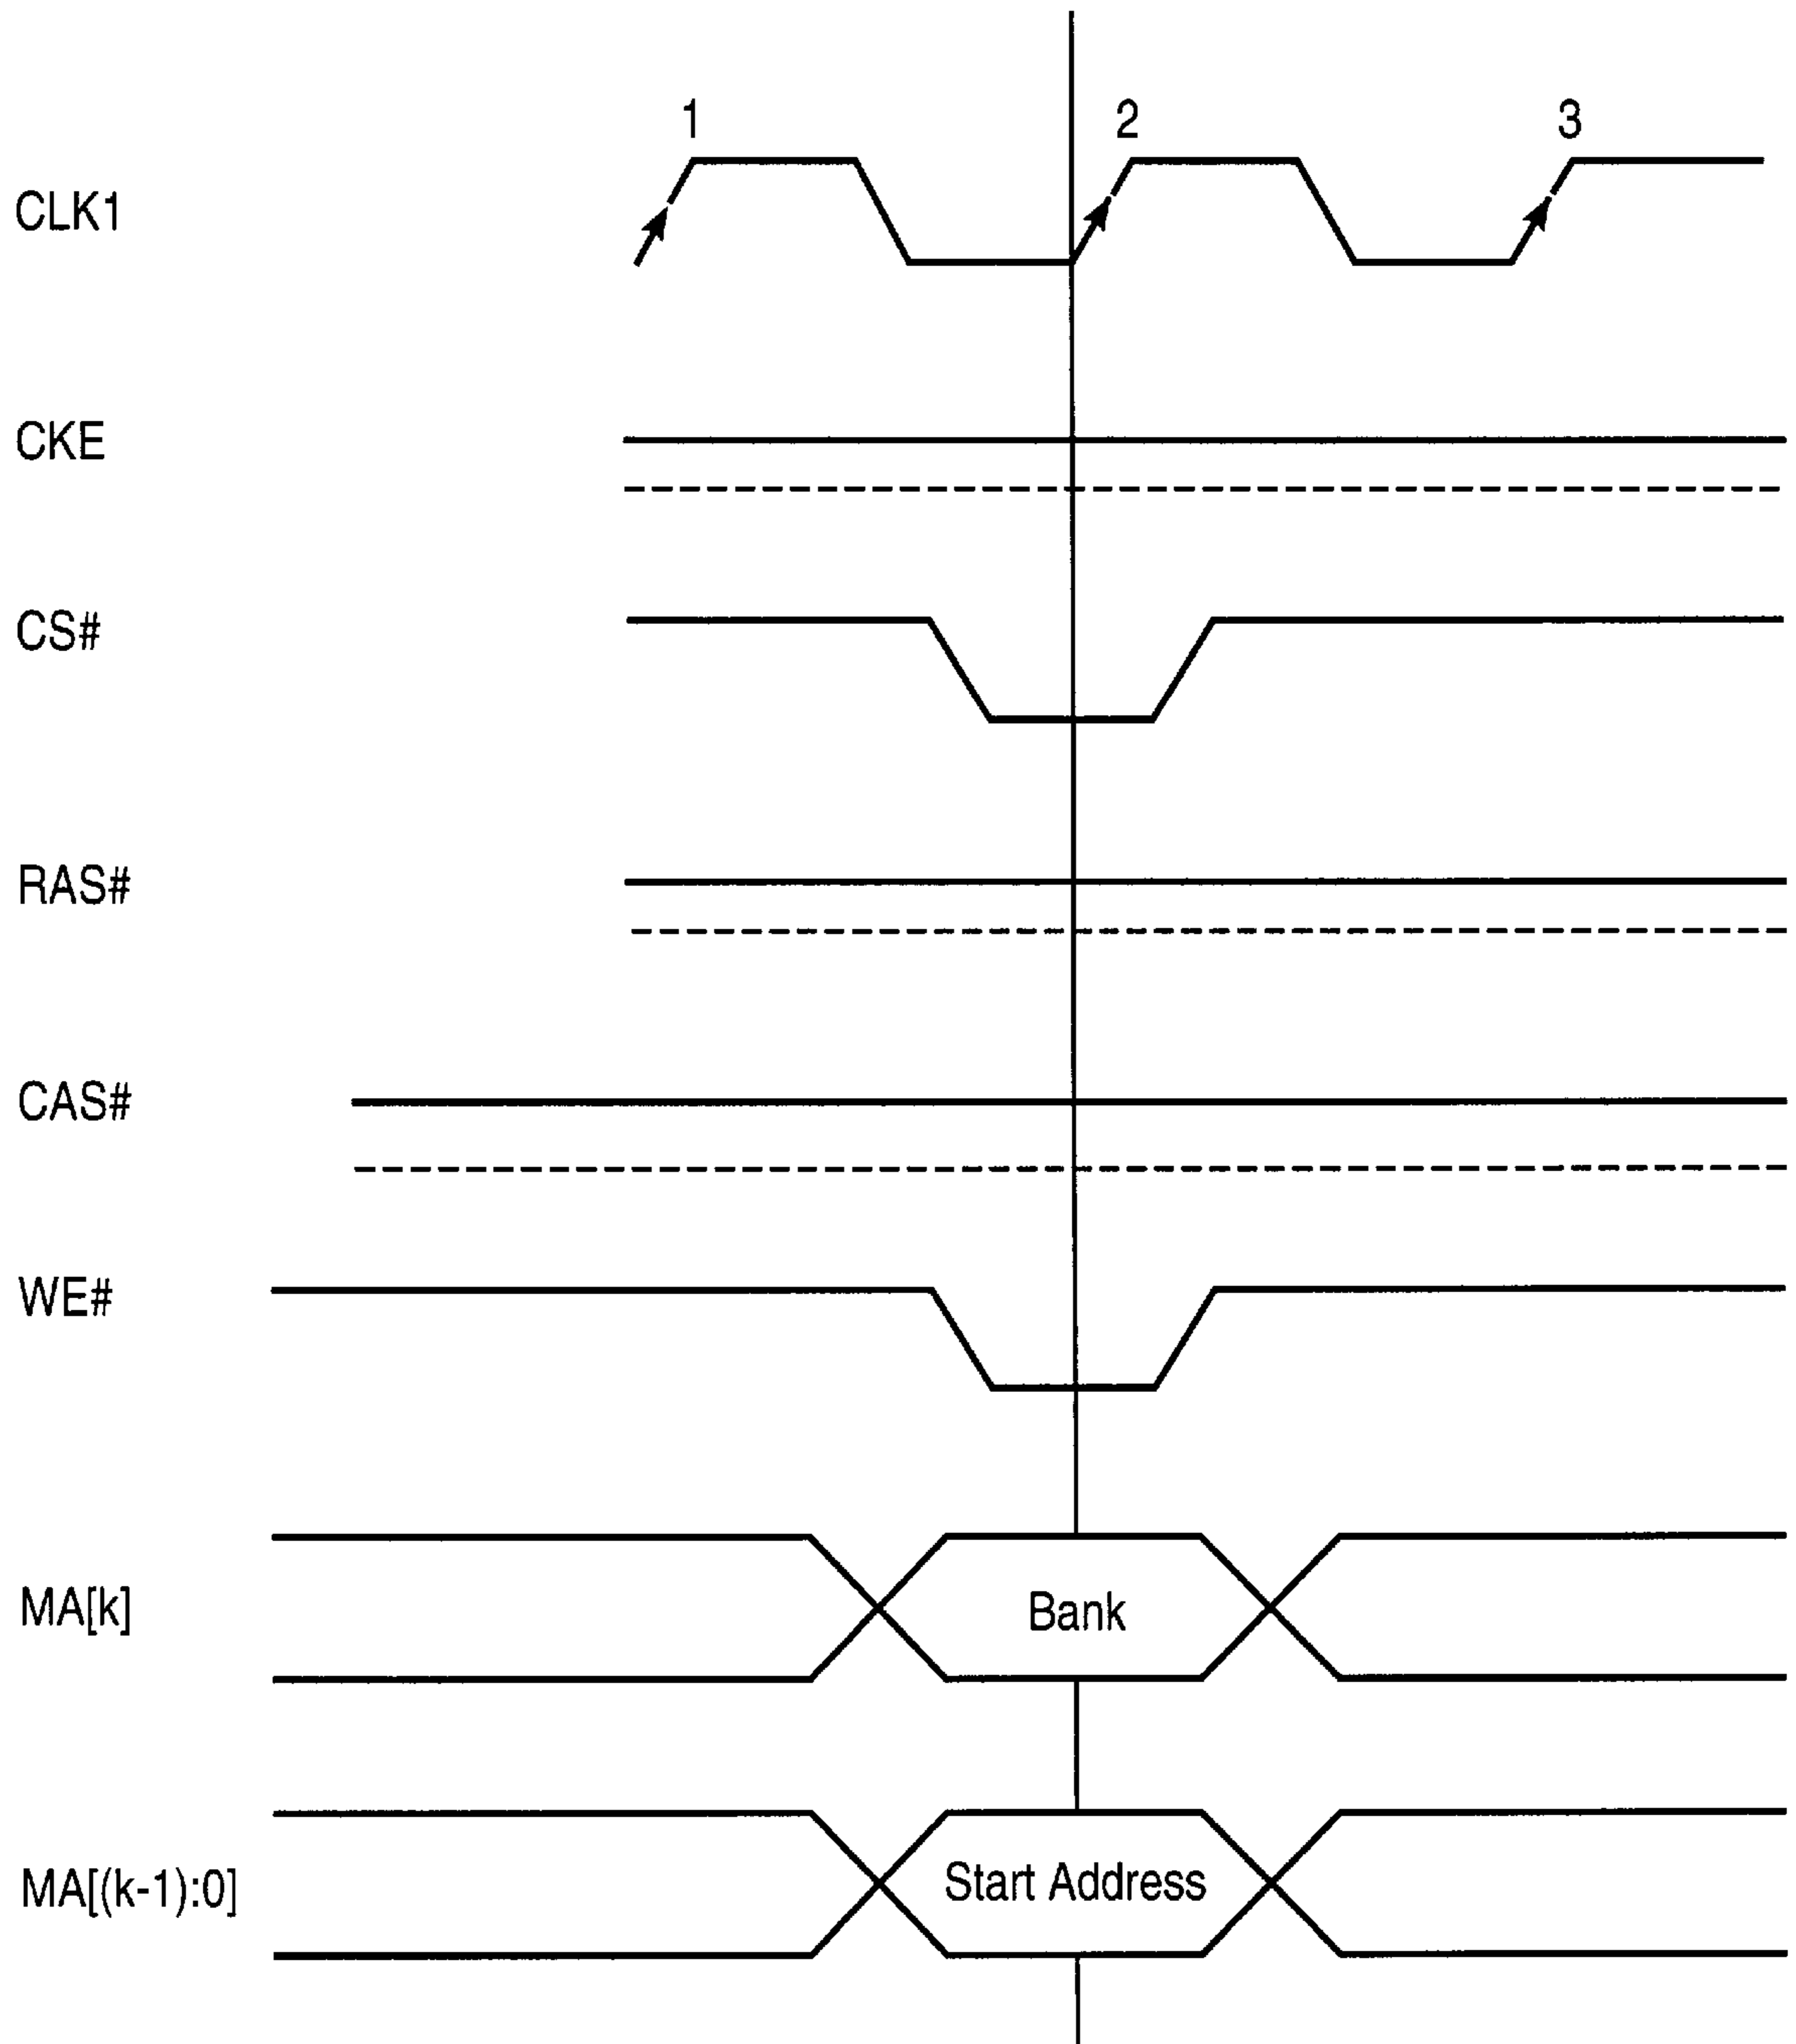 1 2 3
CLK1
CKE
CS#
RAS#
CAS#
WE#
MA[k] Bank
MA[(k-1):0] Start Address